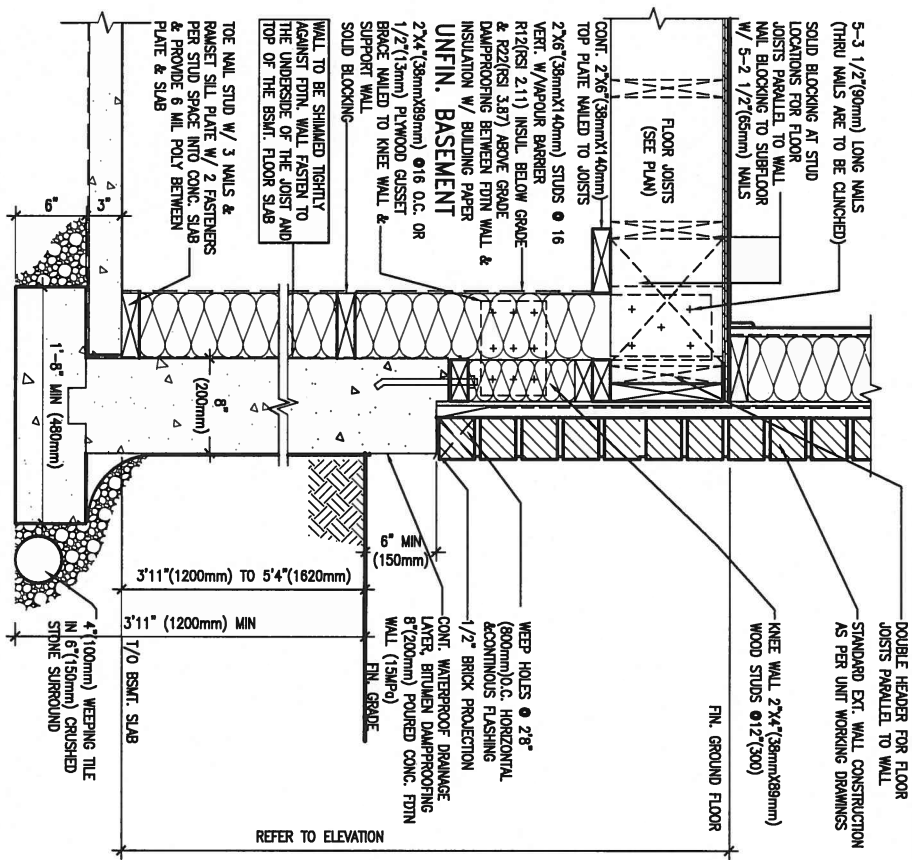 5-3 1/2"(90mm) LONG NAILS
(THRU NAILS ARE TO BE CLINCHED)
SOLID BLOCKING AT STUD
LOCATIONS FOR FLOOR
JOISTS PARALLEL TO WALL
NAIL BLOCKING TO SUBFLOOR
W/ 5-2 1/2"(65mm) NAILS
FLOOR JOISTS
(SEE PLAN)
CONT. 2"X6"(38mmX140mm)
TOP PLATE NAILED TO JOISTS
2"X6"(38mmX140mm) STUDS @ 16
VERT. W/VAPOUR BARRIER
R12(RSI 2.11) INSUL BELOW GRADE
& R22(RSI 3.87) ABOVE GRADE
DAMPPROOFING BETWEEN FDTN WALL &
INSULATION W/ BUILDING PAPER
UNFIN. BASEMENT
2"X4"(38mmX89mm) @16 O.C. OR
1/2"(13mm) PLYWOOD GUSSET
BRACE NAILED TO KNEE WALL &
SUPPORT WALL
SOLID BLOCKING
WALL TO BE SHIMMED TIGHTLY
AGAINST FDTN. WALL FASTEN TO
THE UNDERSIDE OF THE JOIST AND
TOP OF THE BSMT. FLOOR SLAB
TOE NAIL STUD W/ 3 NAILS &
RAMSET SILL PLATE W/ 2 FASTENERS
PER STUD SPACE INTO CONC. SLAB
& PROVIDE 6 MIL POLY BETWEEN
PLATE & SLAB
6"
3"
8"
(200mm)
1'-8" MIN (480mm)
DOUBLE HEADER FOR FLOOR
JOISTS PARALLEL TO WALL
STANDARD EXT. WALL CONSTRUCTION
AS PER UNIT WORKING DRAWINGS
KNEE WALL 2"X4"(38mmX89mm)
WOOD STUDS @12"(300)
FIN. GROUND FLOOR
WEEP HOLES @ 2'8"
(800mm)O.C. HORIZONTAL
&CONTINOUS FLASHING
1/2" BRICK PROJECTION
CONT. WATERPROOF DRAINAGE
LAYER, BITUMEN DAMPPROOFING
8"(200mm) POURED CONC. FDTN
WALL (15MPa)
6" MIN
(150mm)
FIN. GRADE
3'11"(1200mm) TO 5'4"(1620mm)
3'11" (1200mm) MIN
REFER TO ELEVATION
T/O BSMT. SLAB
4"(100mm) WEEPING TILE
IN 6"(150mm) CRUSHED
STONE SURROUND